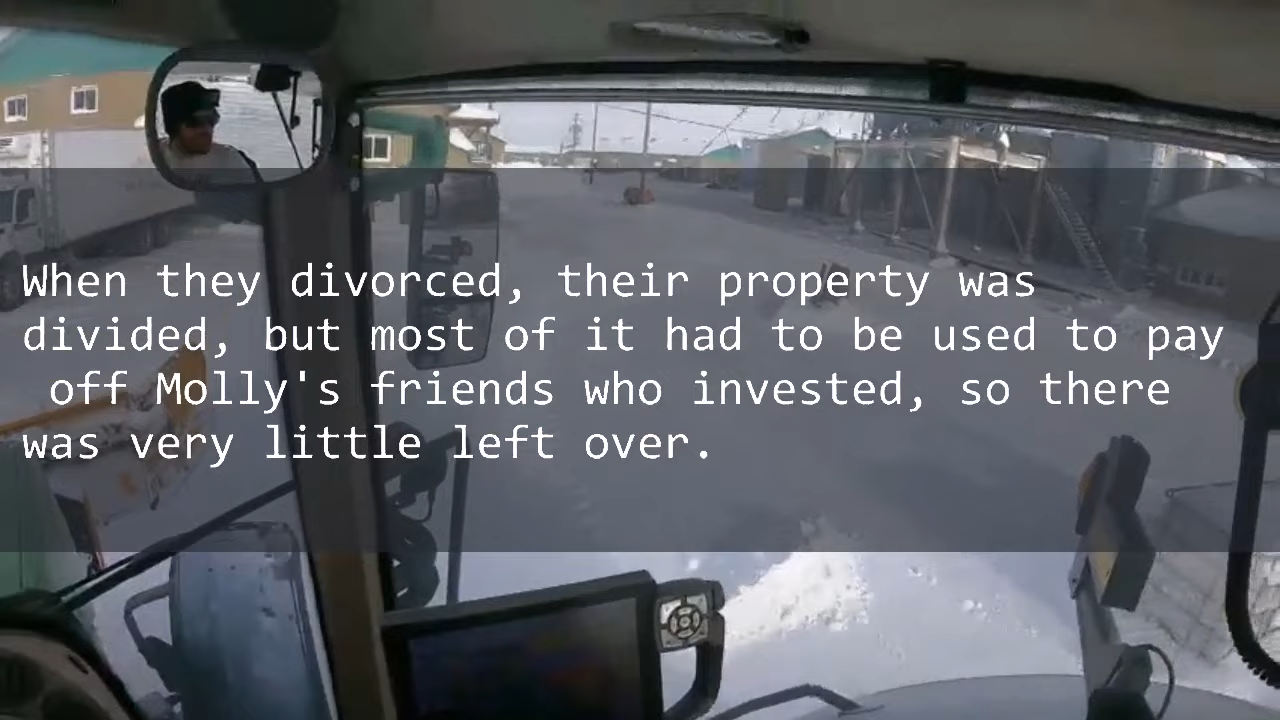 When they divorced, their property was
divided, but most of it had to be used to pay
off Molly's friends who invested, so there
was very little left over.